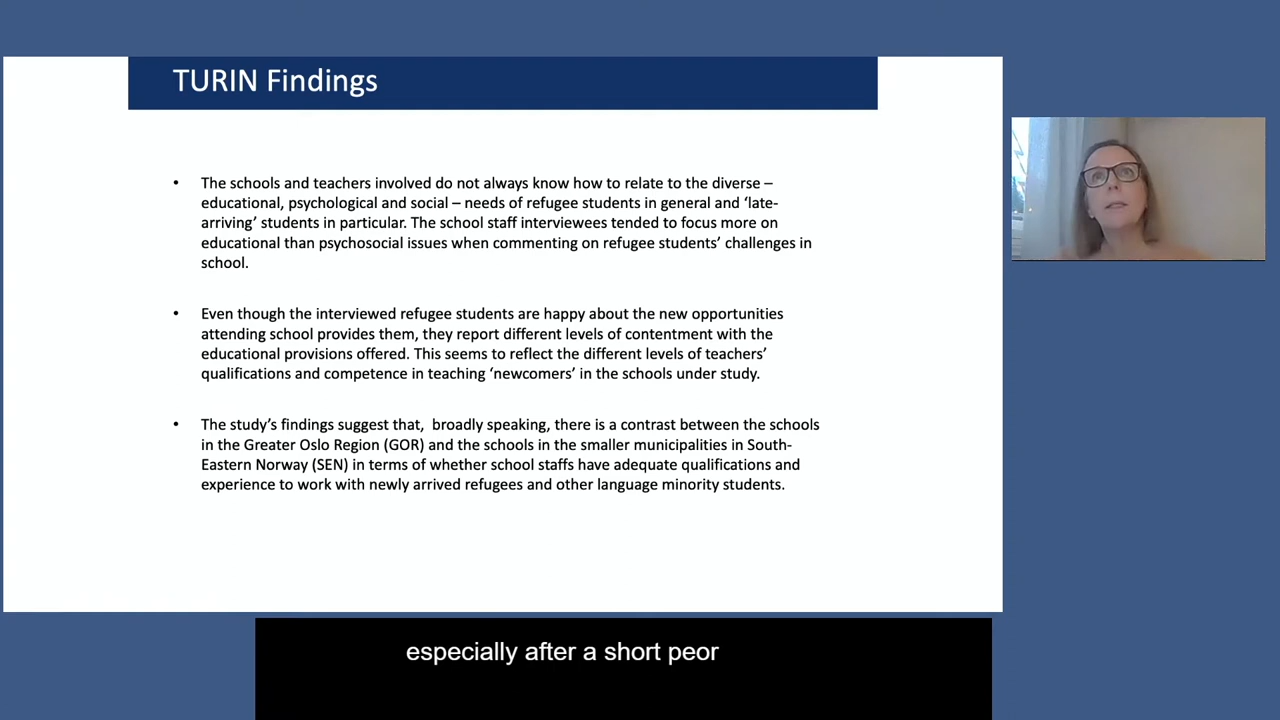 TURIN Findings
• The schools and teachers involved do not always know how to relate to the diverse –
educational, psychological and social – needs of refugee students in general and ‘late-
arriving’ students in particular. The school staff interviewees tended to focus more on
educational than psychosocial issues when commenting on refugee students’ challenges in
school.
• Even though the interviewed refugee students are happy about the new opportunities
attending school provides them, they report different levels of contentment with the
educational provisions offered. This seems to reflect the different levels of teachers’
qualifications and competence in teaching ‘newcomers’ in the schools under study.
• The study’s findings suggest that,  broadly speaking, there is a contrast between the schools
in the Greater Oslo Region (GOR) and the schools in the smaller municipalities in South-
Eastern Norway (SEN) in terms of whether school staffs have adequate qualifications and
experience to work with newly arrived refugees and other language minority students.
especially after a short peor